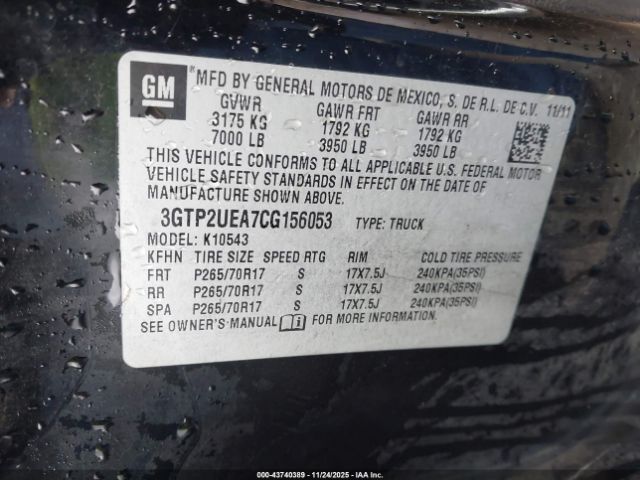 GM
MFD BY GENERAL MOTORS DE MEXICO, S. DE R.L. DE C.V. 11/11
GVWR GAWR FRT GAWR RR
3175 KG 1792 KG 1792 KG
7000 LB 3950 LB 3950 LB
THIS VEHICLE CONFORMS TO ALL APPLICABLE U.S. FEDERAL MOTOR
VEHICLE SAFETY STANDARDS IN EFFECT ON THE DATE OF
MANUFACTURE SHOWN ABOVE.
3GTP2UEA7CG156053 TYPE: TRUCK
MODEL: K10543
KFHN TIRE SIZE SPEED RTG RIM COLD TIRE PRESSURE
FRT P265/70R17 S 17X7.5J 240KPA(35PSI)
RR P265/70R17 S 17X7.5J 240KPA(35PSI)
SPA P265/70R17 S 17X7.5J 240KPA(35PSI)
SEE OWNER'S MANUAL FOR MORE INFORMATION.
© IAA Stock: 43740389 | 11/24/2025 | IAA, Inc.